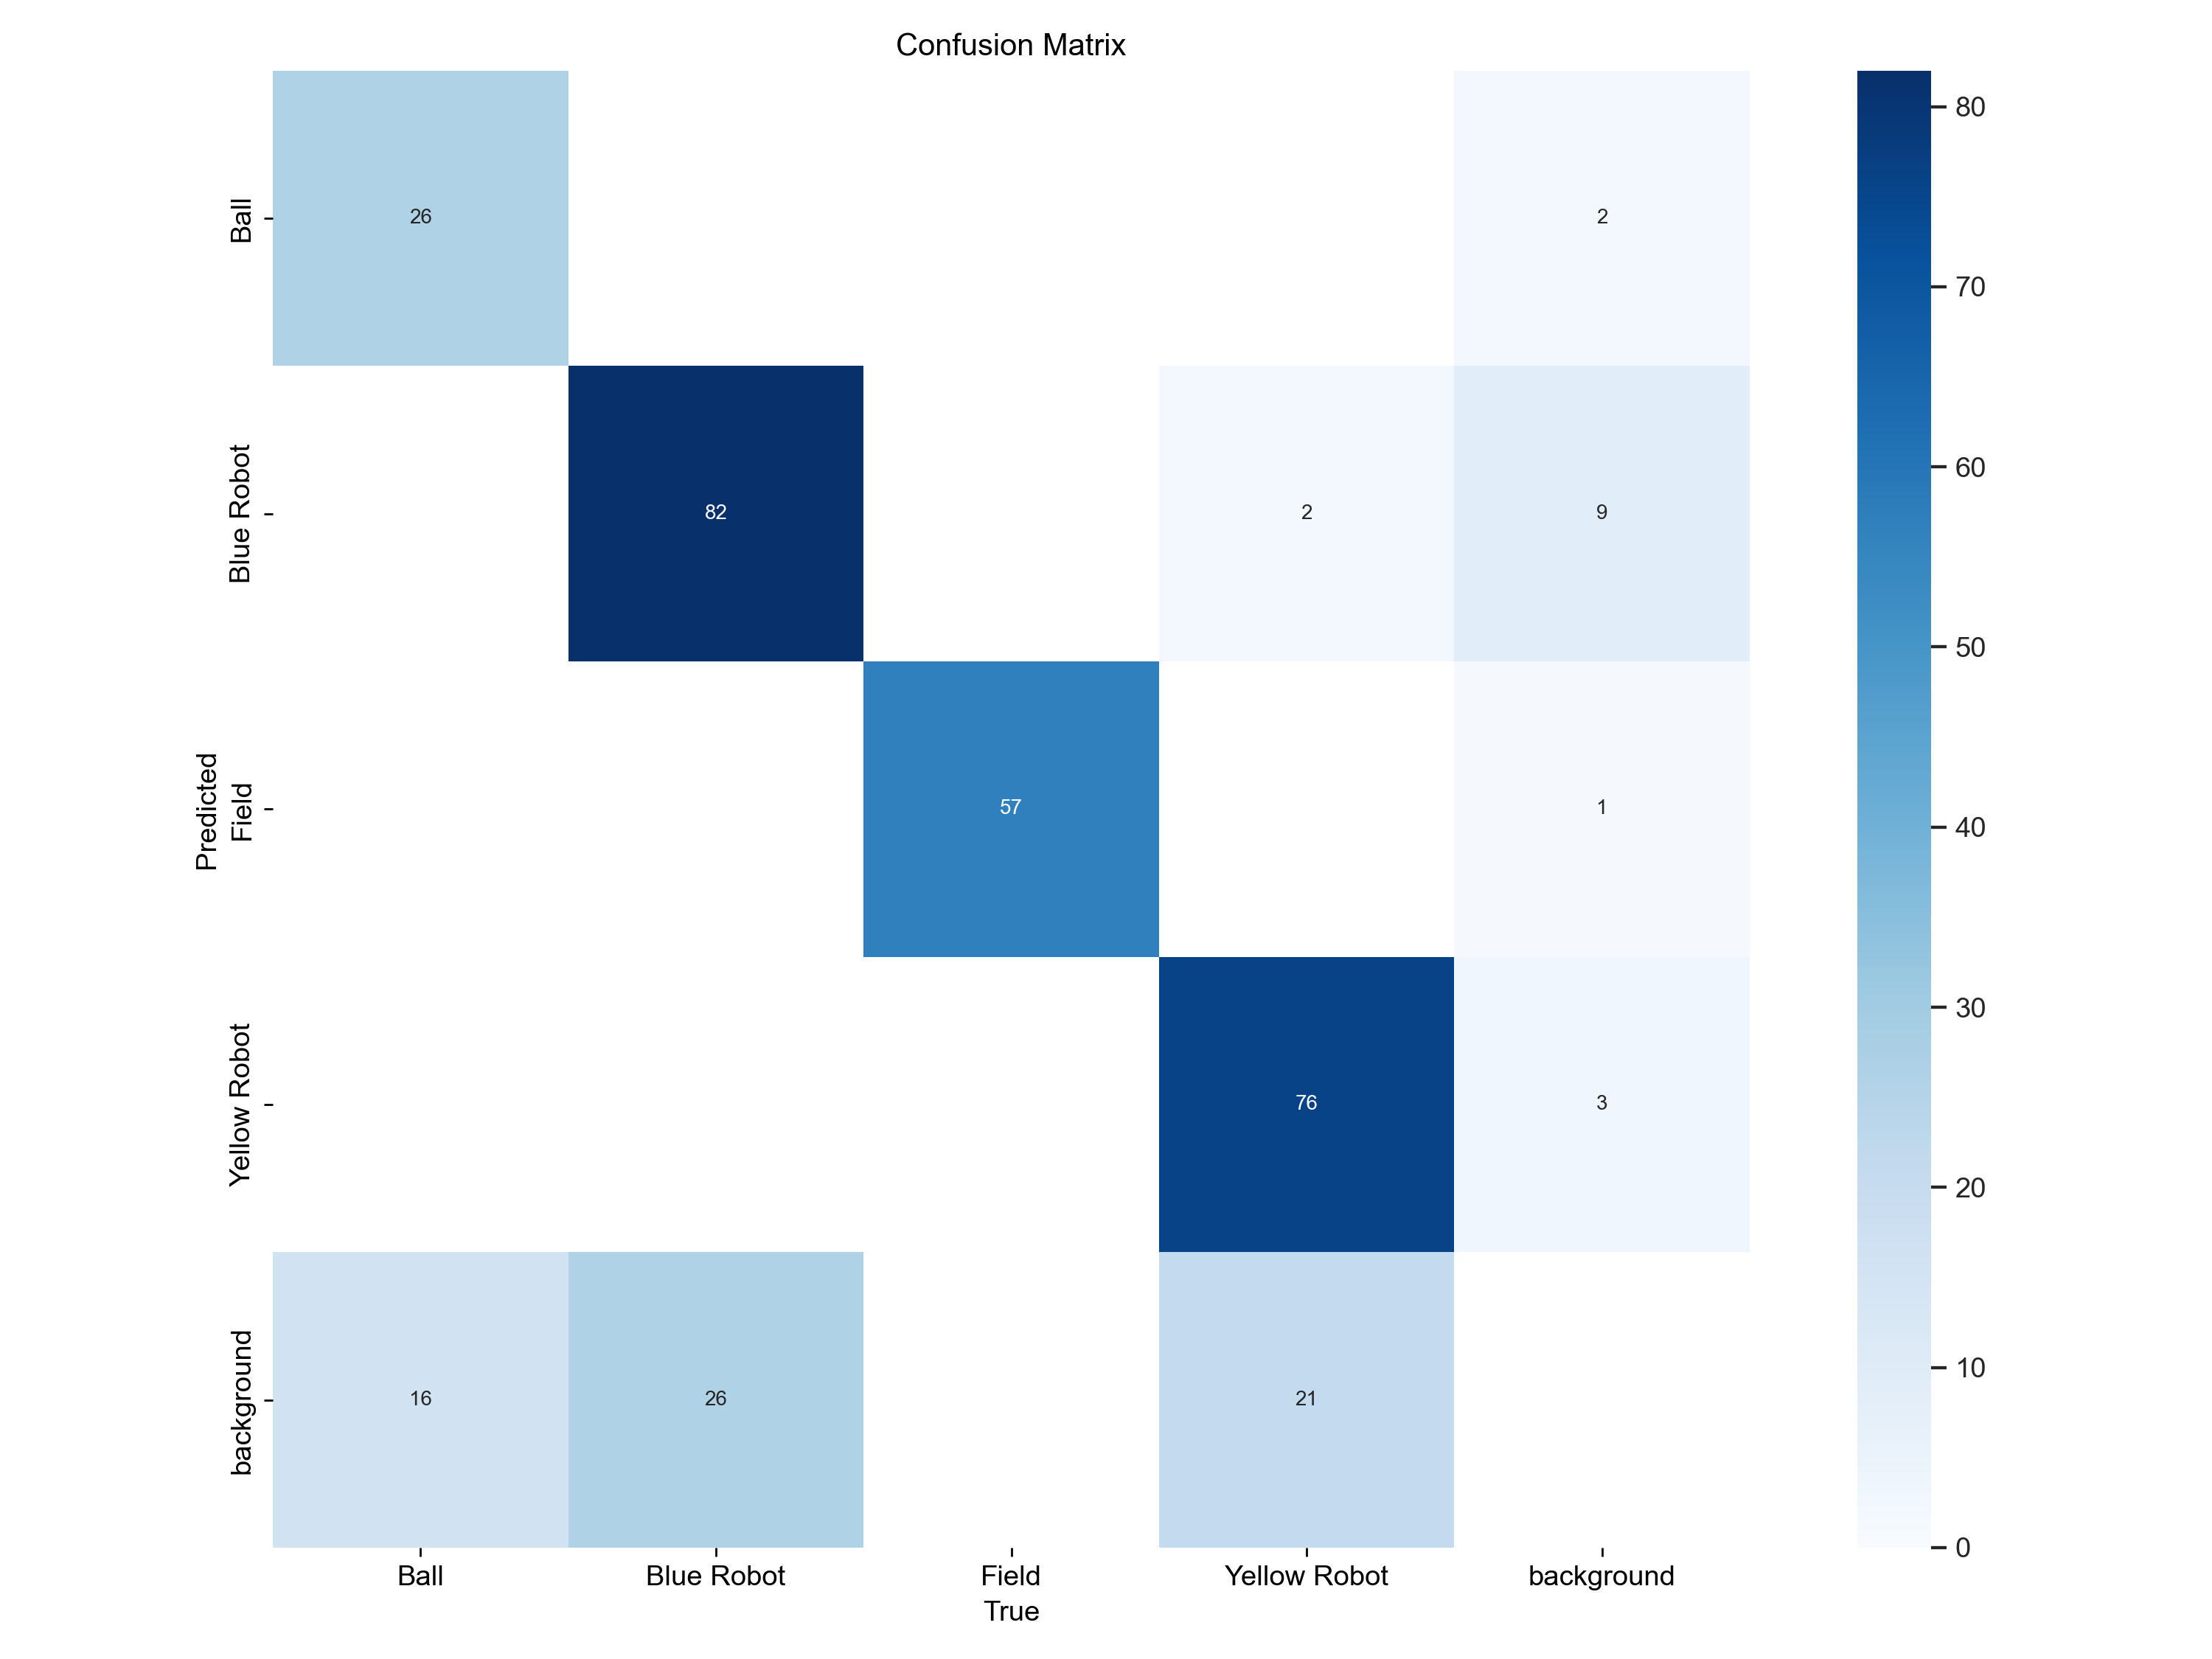 Confusion Matrix
Ball
26
2
80
70
Blue Robot
82
2
9
60
50
Predicted
Field
57
1
40
30
Yellow Robot
76
3
20
10
background
16
26
21
0
Ball
Blue Robot
Field
Yellow Robot
background
True